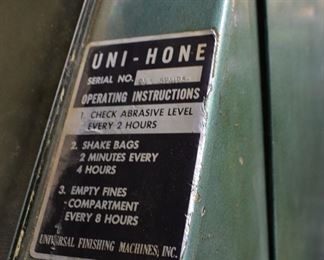 UNI-HONE
SERIAL NO.
OPERATING INSTRUCTIONS
1. CHECK ABRASIVE LEVEL
EVERY 2 HOURS
2. SHAKE BAGS
2 MINUTES EVERY
4 HOURS
3. EMPTY FINES
COMPARTMENT
EVERY 8 HOURS
UNIVERSAL FINISHING MACHINES, INC.